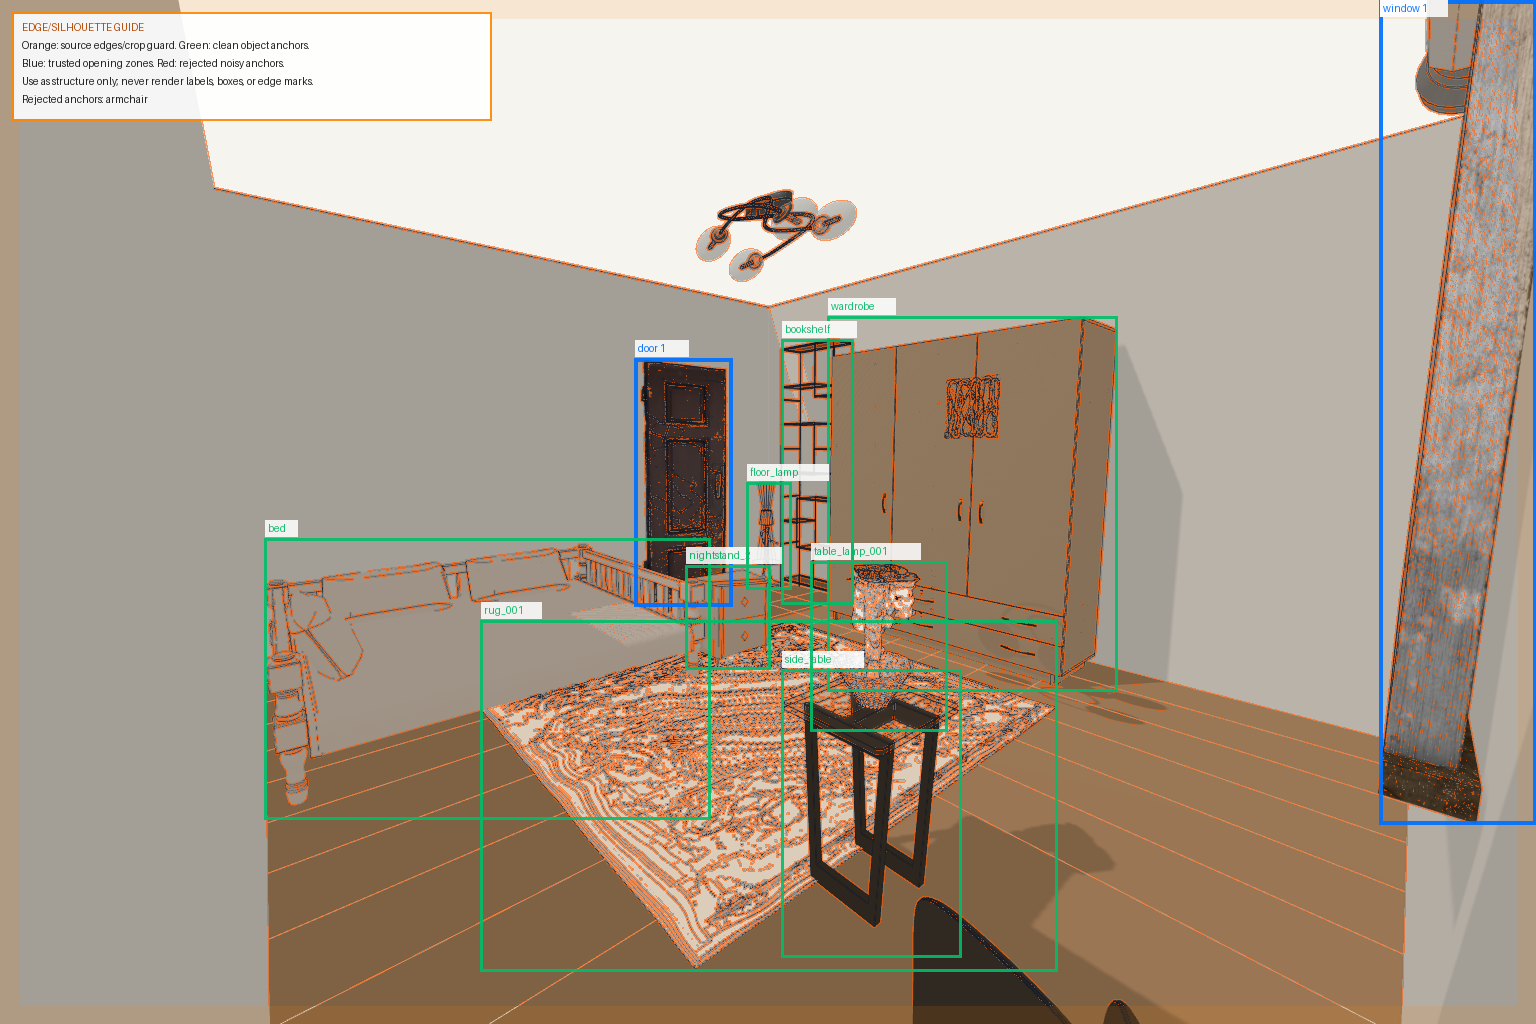 EDGE/SILHOUETTE GUIDE
Orange: source edges/crop guard. Green: clean object anchors.
Blue: trusted opening zones. Red: rejected noisy anchors.
Use as structure only; never render labels, boxes, or edge marks.
Rejected anchors: armchair
window 1
wardrobe
bookshelf
door 1
floor_lamp
bed
nightstand_2
table_lamp_001
rug_001
side_table